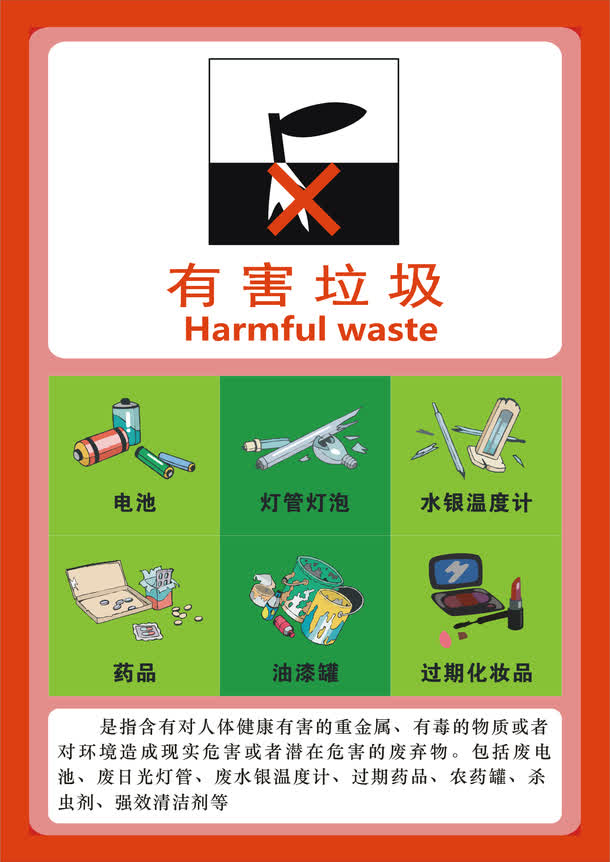 有害垃圾
Harmful waste
电池
灯管灯泡
水银温度计
药品
油漆罐
过期化妆品
是指含有对人体健康有害的重金属、有毒的物质或者
对环境造成现实危害或者潜在危害的废弃物。包括废电
池、废日光灯管、废水银温度计、过期药品、农药罐、杀
虫剂、强效清洁剂等